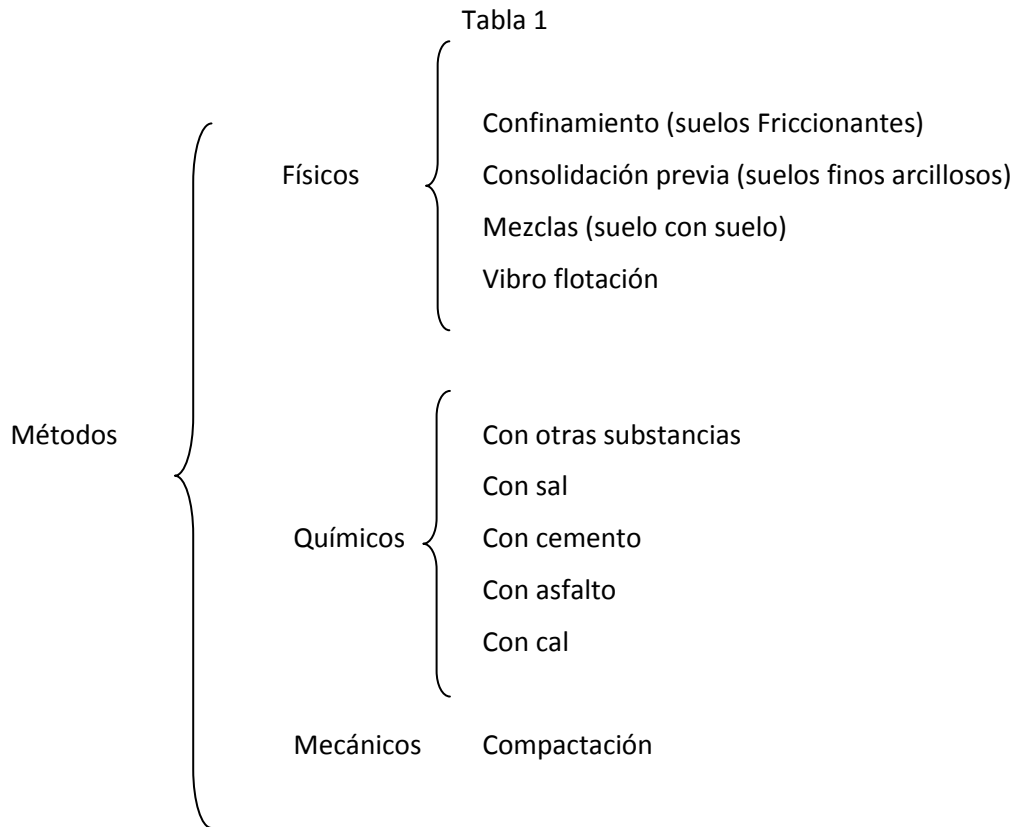 Tabla 1
Métodos
Físicos
Confinamiento (suelos Friccionantes)
Consolidación previa (suelos finos arcillosos)
Mezclas (suelo con suelo)
Vibro flotación
Químicos
Con otras substancias
Con sal
Con cemento
Con asfalto
Con cal
Mecánicos
Compactación